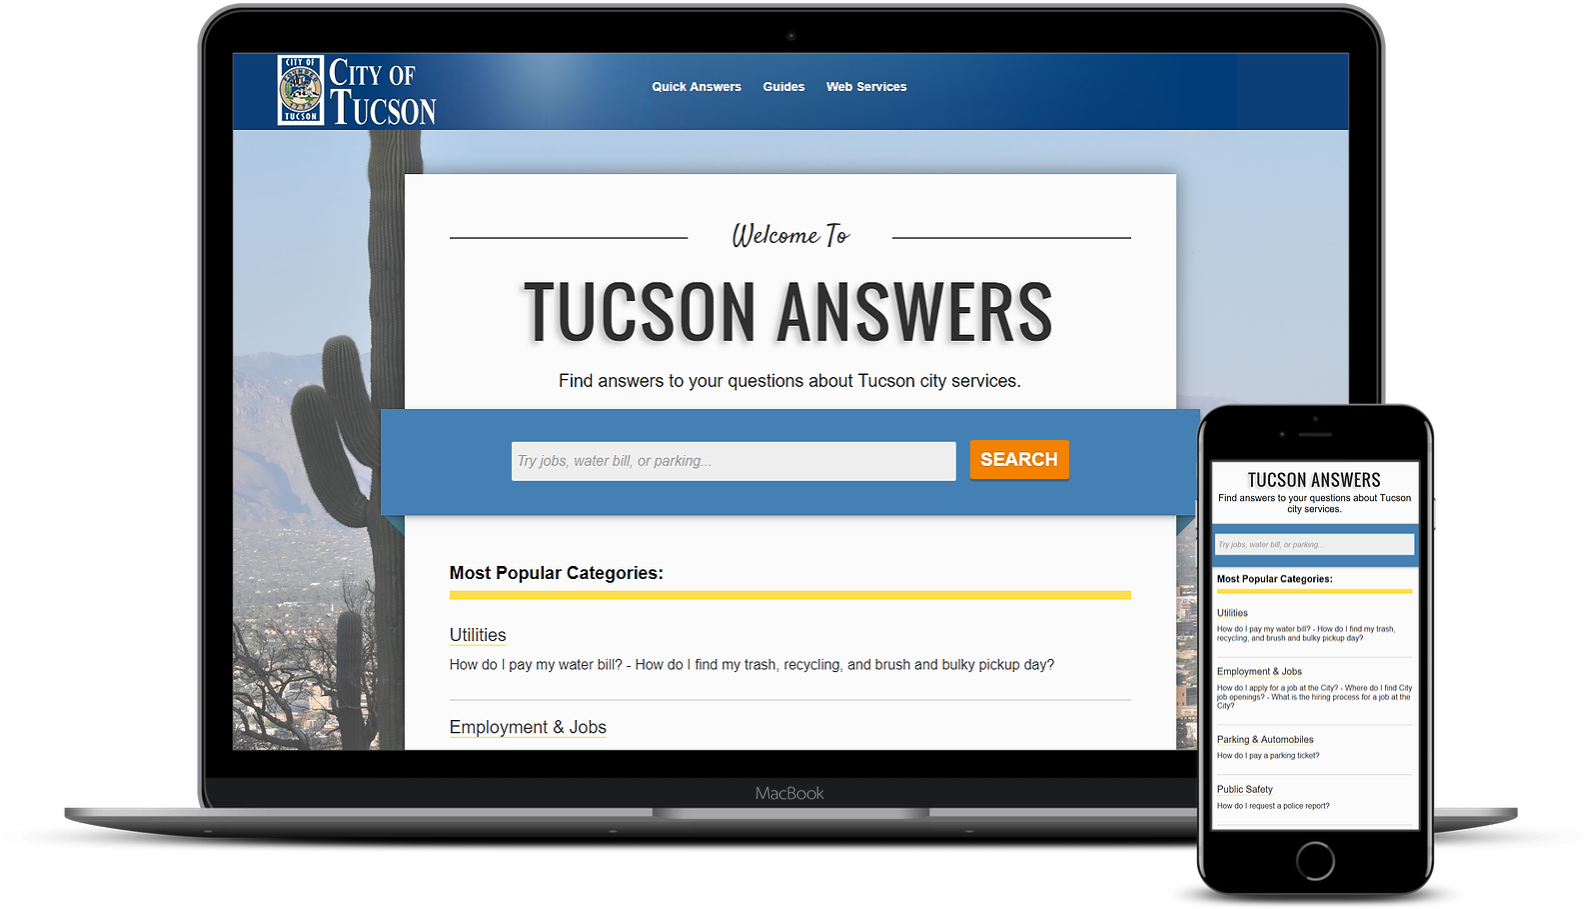 CITY OF
TUCSON
CITY OF
TUCSON
Quick Answers Guides Web Services
Welcome To
TUCSON ANSWERS
Find answers to your questions about Tucson city services.
Try jobs, water bill, or parking...
SEARCH
Most Popular Categories:
Utilities
How do I pay my water bill? - How do I find my trash, recycling, and brush and bulky pickup day?
Employment & Jobs
MacBook
TUCSON ANSWERS
Find answers to your questions about Tucson
city services.
Try jobs, water bill, or parking...
Most Popular Categories:
Utilities
How do I pay my water bill? - How do I find my trash,
recycling, and brush and bulky pickup day?
Employment & Jobs
How do I apply for a job at the City? - Where do I find City
job openings? - What is the hiring process for a job at the
City?
Parking & Automobiles
How do I pay a parking ticket?
Public Safety
How do I request a police report?